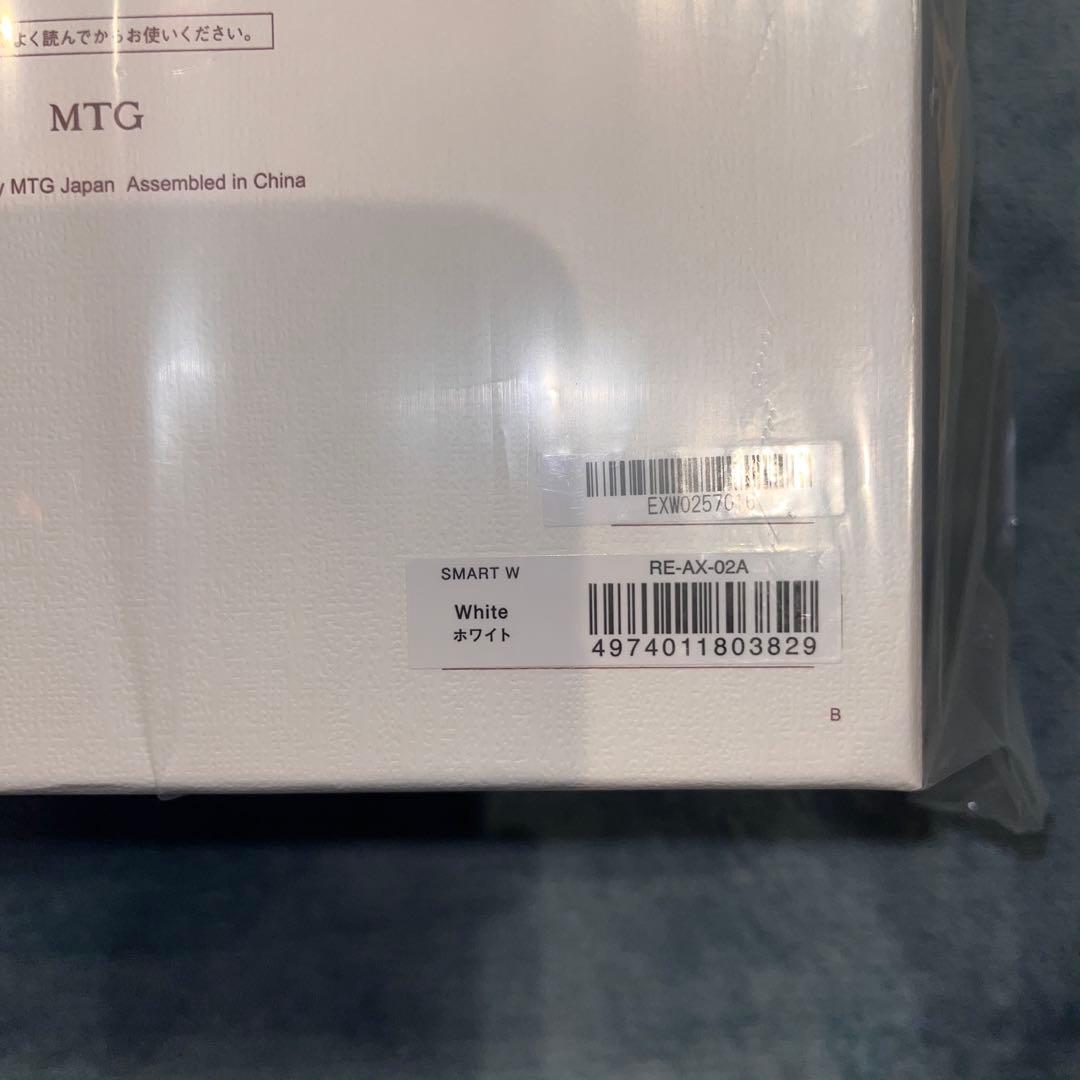 よく読んでからお使いください。
MTG
MTG Japan Assembled in China
SMART W
White
ホワイト
RE-AX-02A
4974011803829
B